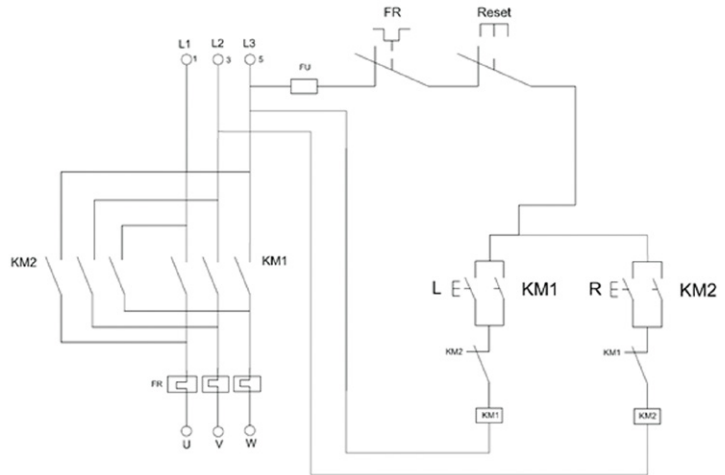 FR Reset
L1 L2 L3
1 3 5
FU
KM2 KM1
L KM1 R KM2
KM2 KM1
FR
KM1 KM2
U V W